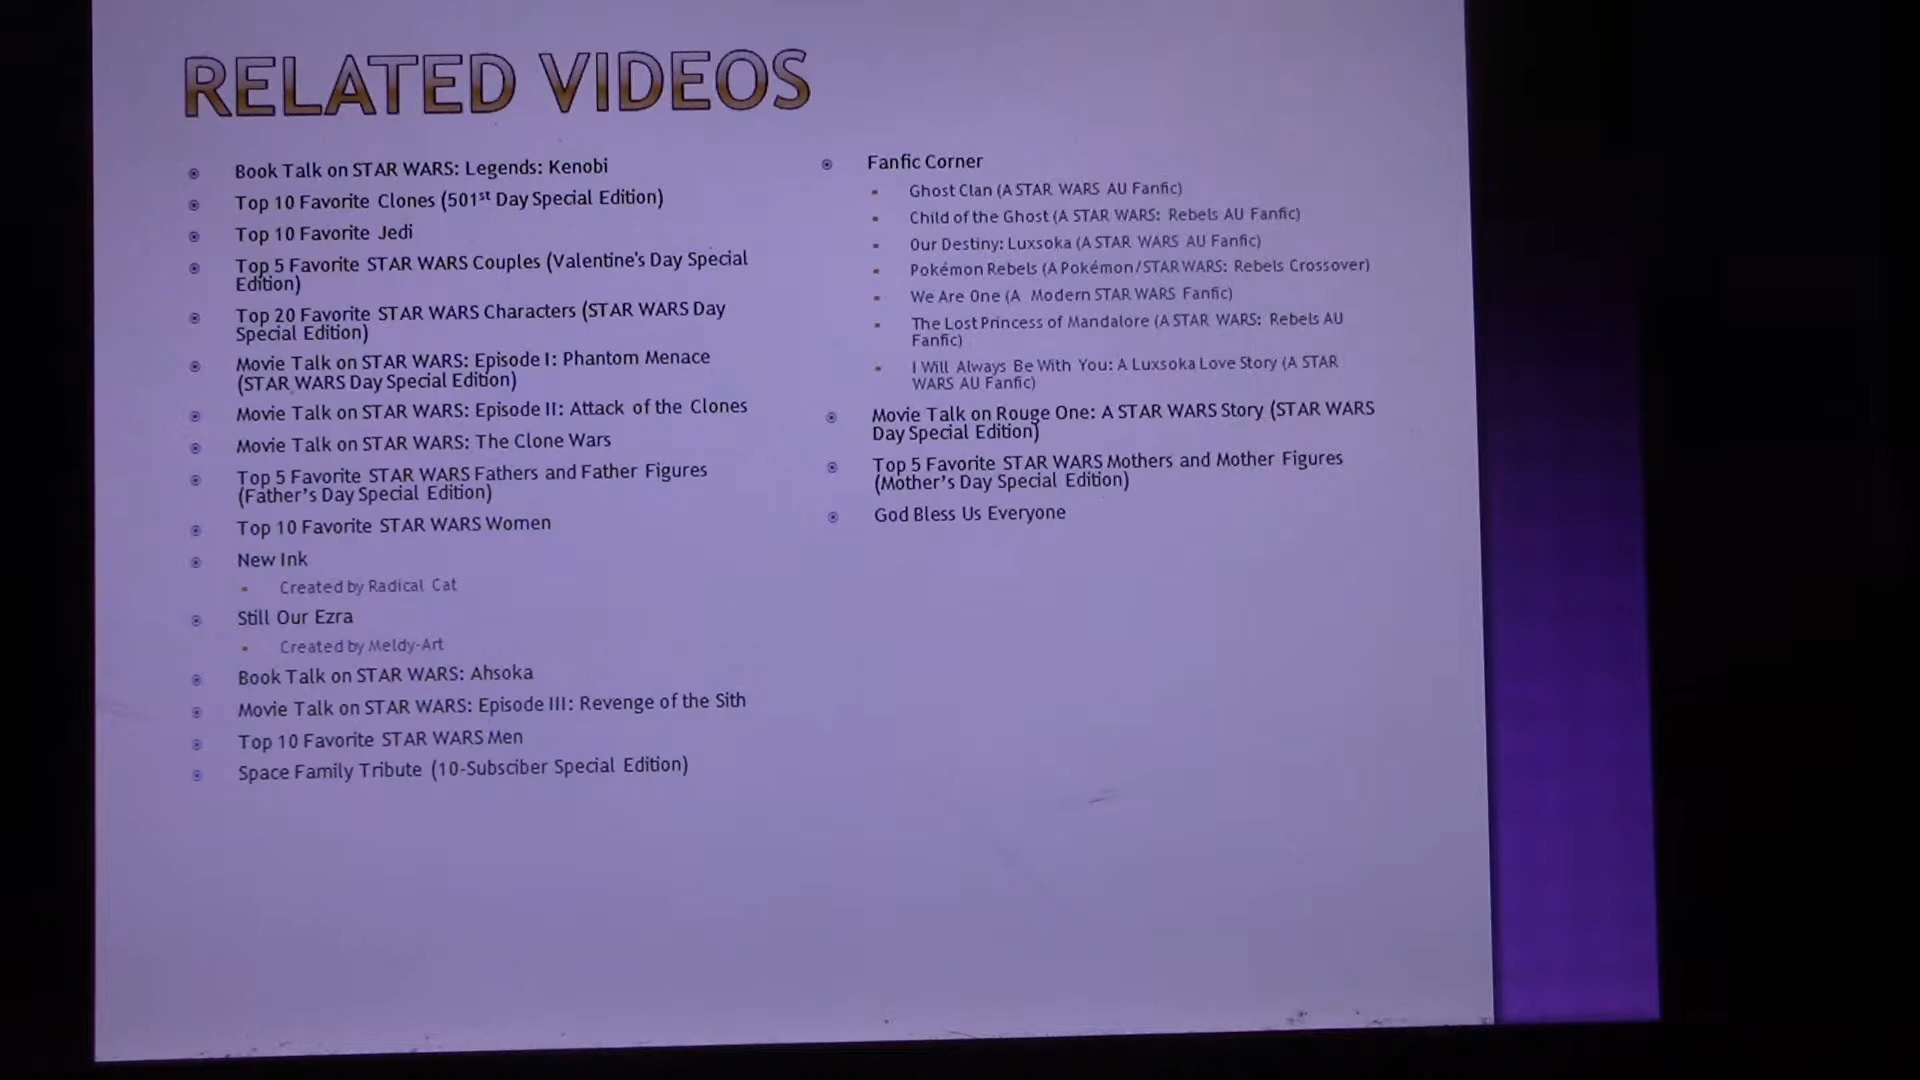 RELATED VIDEOS
Book Talk on STAR WARS: Legends: Kenobi
Top 10 Favorite Clones (501st Day Special Edition)
Top 10 Favorite Jedi
Top 5 Favorite STAR WARS Couples (Valentine's Day Special
Edition)
Top 20 Favorite STAR WARS Characters (STAR WARS Day
Special Edition)
Movie Talk on STAR WARS: Episode I: Phantom Menace
(STAR WARS Day Special Edition)
Movie Talk on STAR WARS: Episode II: Attack of the Clones
Movie Talk on STAR WARS: The Clone Wars
Top 5 Favorite STAR WARS Fathers and Father Figures
(Father's Day Special Edition)
Top 10 Favorite STAR WARS Women
New Ink
Created by Radical Cat
Still Our Ezra
Created by Meldy-Art
Book Talk on STAR WARS: Ahsoka
Movie Talk on STAR WARS: Episode III: Revenge of the Sith
Top 10 Favorite STAR WARS Men
Space Family Tribute (10-Subsciber Special Edition)
Fanfic Corner
Ghost Clan (A STAR WARS AU Fanfic)
Child of the Ghost (A STAR WARS: Rebels AU Fanfic)
Our Destiny: Luxsoka (A STAR WARS AU Fanfic)
Pokémon Rebels (A Pokémon/STAR WARS: Rebels Crossover)
We Are One (A Modern STAR WARS Fanfic)
The Lost Princess of Mandalore (A STAR WARS: Rebels AU
Fanfic)
I Will Always Be With You: A Luxsoka Love Story (A STAR
WARS AU Fanfic)
Movie Talk on Rouge One: A STAR WARS Story (STAR WARS
Day Special Edition)
Top 5 Favorite STAR WARS Mothers and Mother Figures
(Mother's Day Special Edition)
God Bless Us Everyone